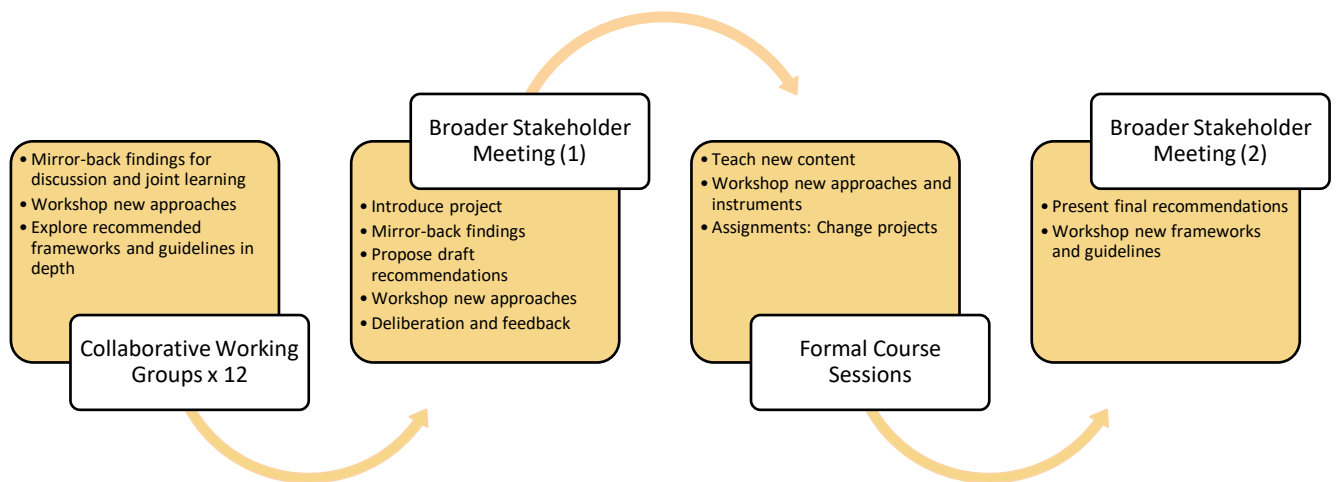 • Mirror-back findings for
discussion and joint learning
• Workshop new approaches
• Explore recommended
frameworks and guidelines in
depth
Collaborative Working
Groups x 12
Broader Stakeholder
Meeting (1)
• Introduce project
• Mirror-back findings
• Propose draft
recommendations
• Workshop new approaches
• Deliberation and feedback
• Teach new content
• Workshop new approaches and
instruments
• Assignments: Change projects
Formal Course
Sessions
Broader Stakeholder
Meeting (2)
• Present final recommendations
• Workshop new frameworks
and guidelines